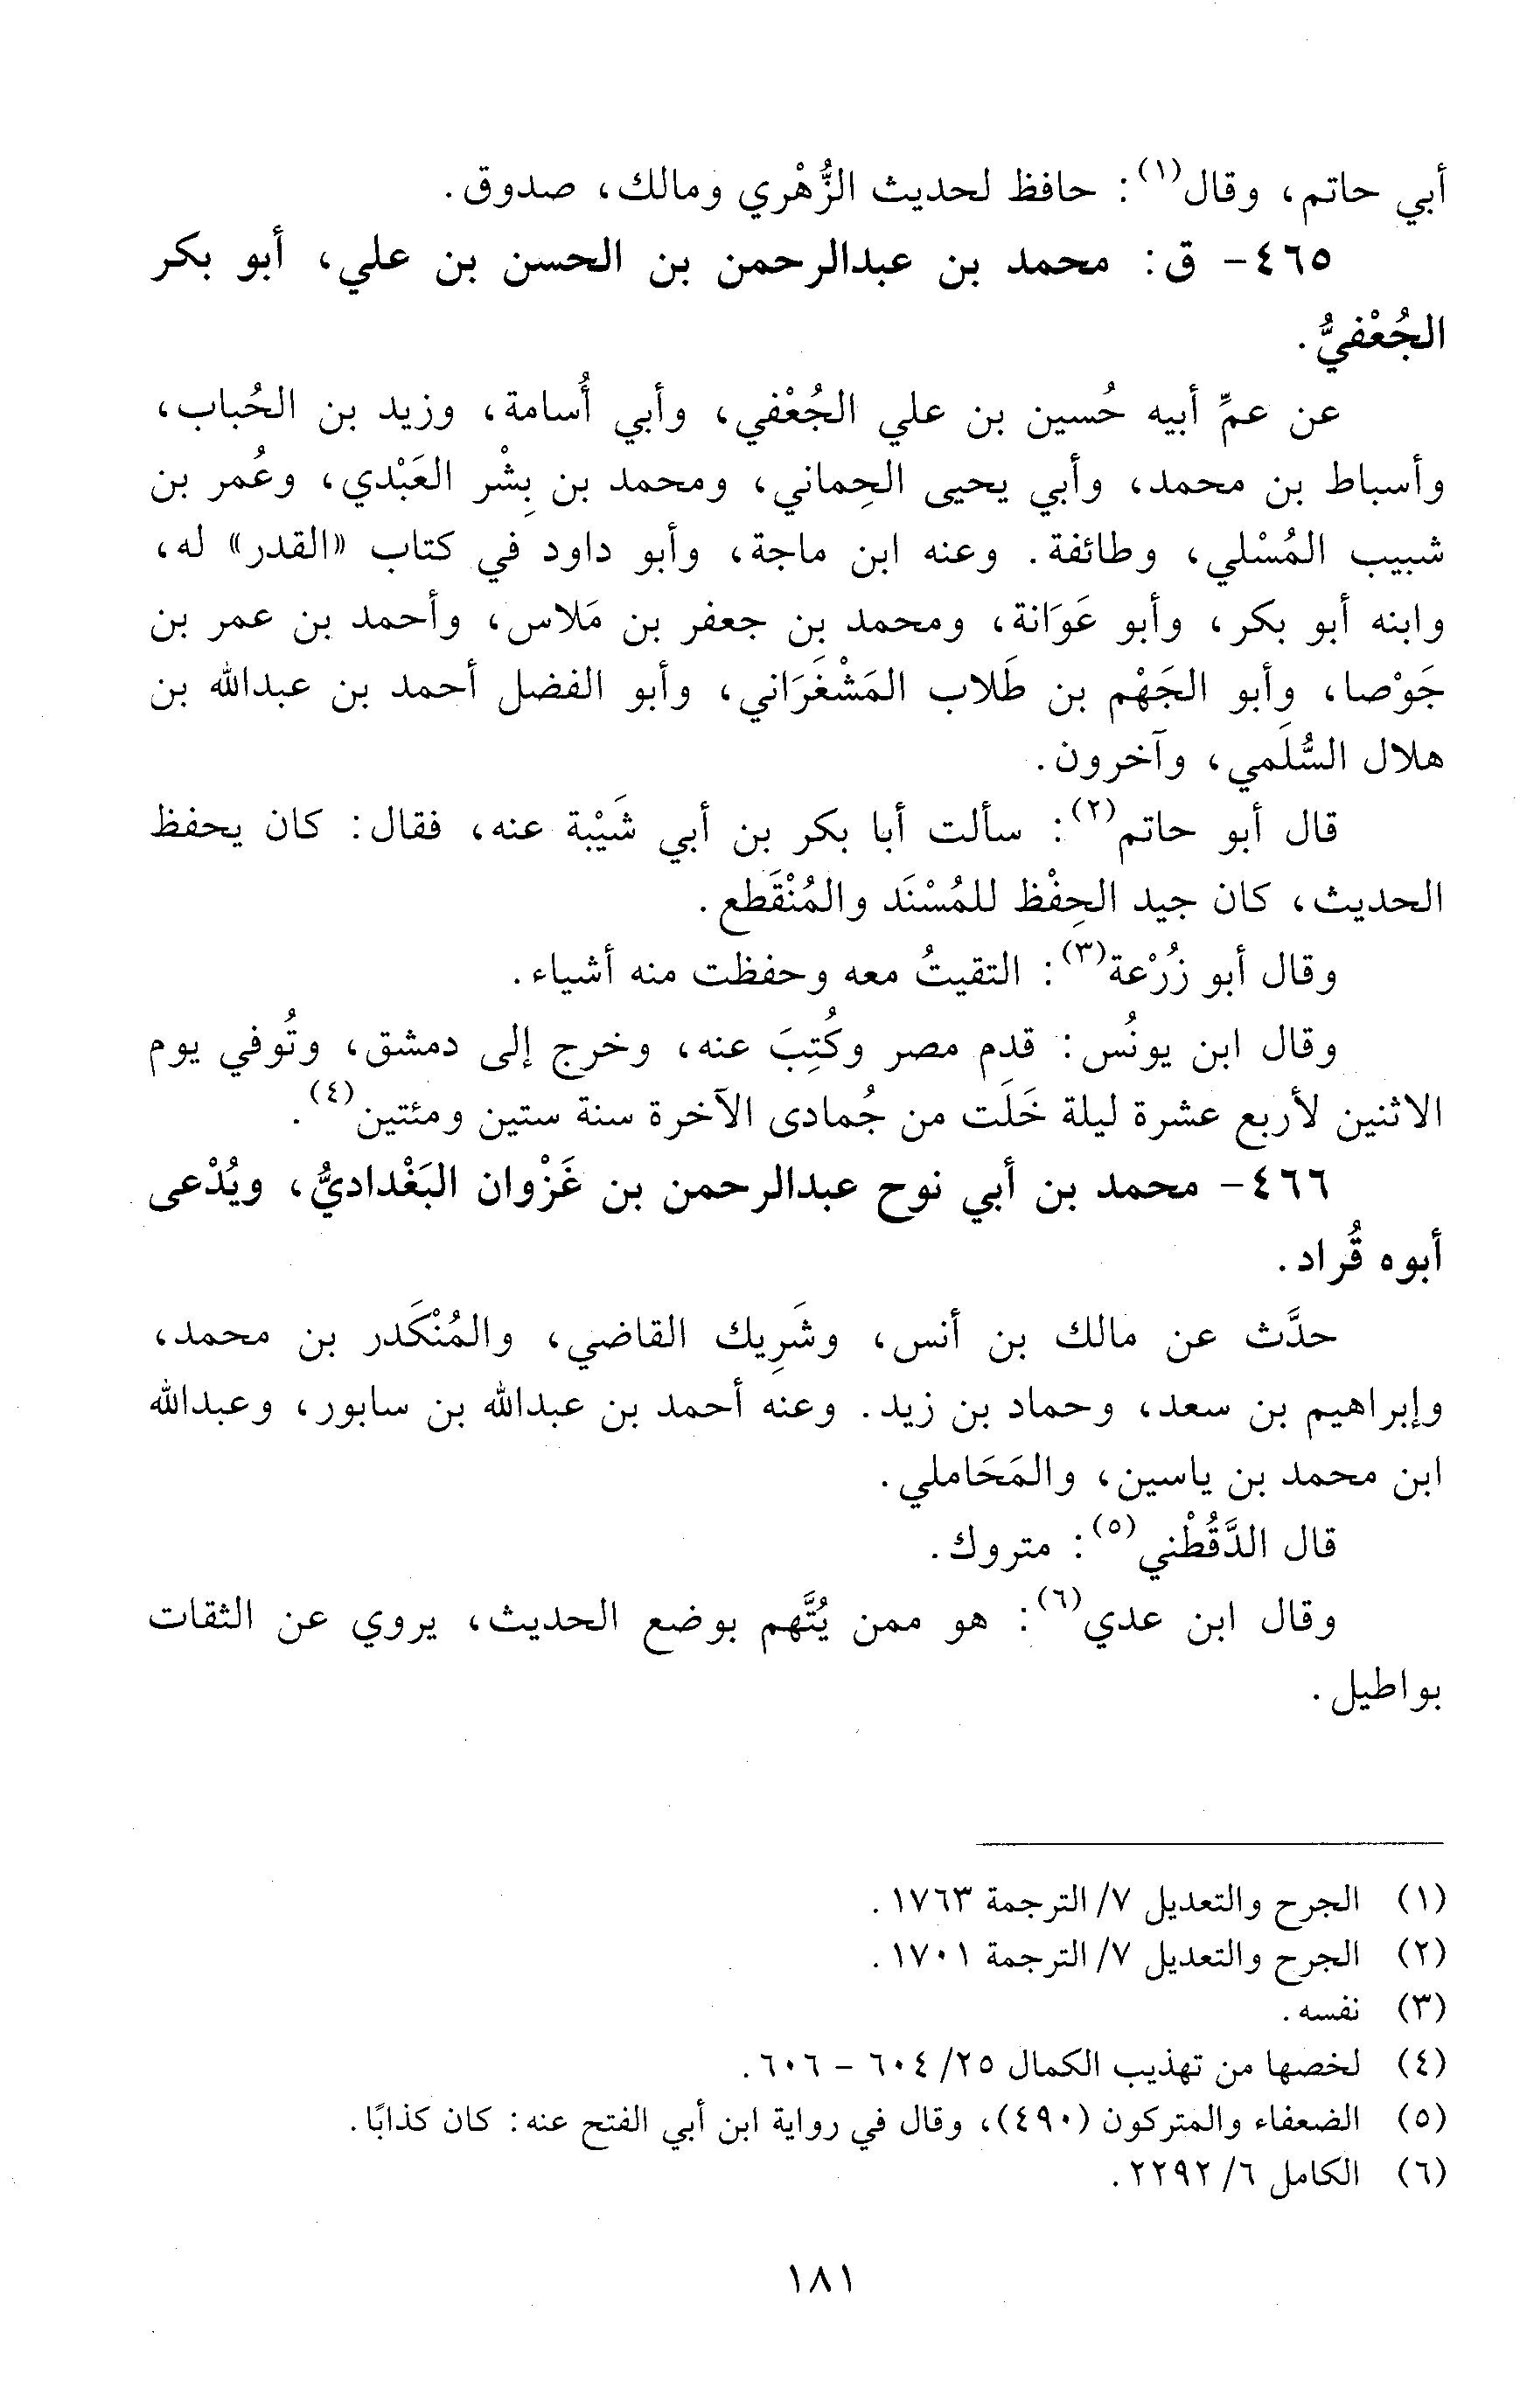 أبي حاتم، وقال(١): حافظ لحديث الزُّهْري ومالك، صدوق.
٤٦٥- ق: محمد بن عبدالرحمن بن الحسن بن علي، أبو بكر
الجُعْفيُّ.
عن عمِّ أبيه حُسين بن علي الجُعْفي، وأبي أُسامة، وزيد بن الحُباب،
وأسباط بن محمد، وأبي يحيى الحِماني، ومحمد بن بِشْر العَبْدي، وعُمر بن
شبيب المُسْلي، وطائفة. وعنه ابن ماجة، وأبو داود في كتاب «القدر» له،
وابنه أبو بكر، وأبو عَوَانة، ومحمد بن جعفر بن مَلاس، وأحمد بن عمر بن
جَوْصا، وأبو الجَهْم بن طَلاب المَشْغَرَاني، وأبو الفضل أحمد بن عبدالله بن
هلال السُّلَمي، وآخرون.
قال أبو حاتم(٢): سألت أبا بكر بن أبي شَيْبة عنه، فقال: كان يحفظ
الحديث، كان جيد الحِفْظ للمُسْنَد والمُنْقَطع.
وقال أبو زُرْعة(٣): التقيتُ معه وحفظت منه أشياء.
وقال ابن يونُس: قدم مصر وكُتِبَ عنه، وخرج إلى دمشق، وتُوفي يوم
الاثنين لأربع عشرة ليلة خَلَت من جُمادى الآخرة سنة ستين ومئتين(٤).
٤٦٦- محمد بن أبي نوح عبدالرحمن بن غَزْوان البَغْداديُّ، ويُدْعى
أبوه قُراد.
حدَّث عن مالك بن أنس، وشَرِيك القاضي، والمُنْكَدر بن محمد،
وإبراهيم بن سعد، وحماد بن زيد. وعنه أحمد بن عبدالله بن سابور، وعبدالله
ابن محمد بن ياسين، والمَحَاملي.
قال الدَّقُطْني(٥): متروك.
وقال ابن عدي(٦): هو ممن يُتَّهم بوضع الحديث، يروي عن الثقات
بواطيل.
(١) الجرح والتعديل ٧/ الترجمة ١٧٦٣.
(٢) الجرح والتعديل ٧/ الترجمة ١٧٠١.
(٣) نفسه.
(٤) لخصها من تهذيب الكمال ٢٥/ ٦٠٤ - ٦٠٦.
(٥) الضعفاء والمتركون (٤٩٠)، وقال في رواية ابن أبي الفتح عنه: كان كذابًا.
(٦) الكامل ٦/ ٢٢٩٢.
١٨١